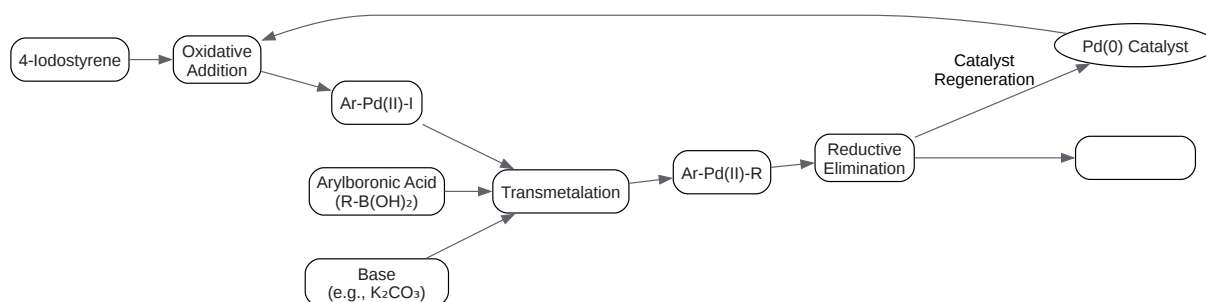 4-Iodostyrene
Oxidative
Addition
Ar-Pd(II)-I
Arylboronic Acid
(R-B(OH)₂)
Base
(e.g., K₂CO₃)
Transmetalation
Ar-Pd(II)-R
Reductive
Elimination
Catalyst
Regeneration
Pd(0) Catalyst